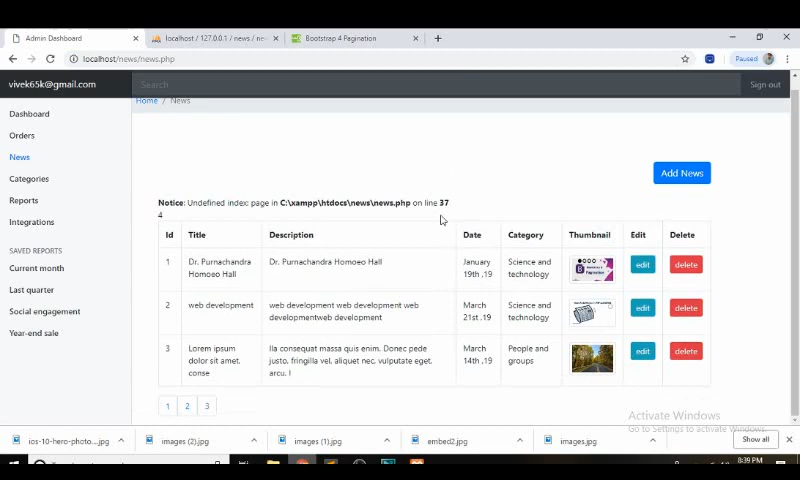 Admin Dashboard
localhost / 127.0.0.1 / news / ne
Bootstrap 4 Pagination
localhost/news/news.php
Paused
vivek65k@gmail.com
Search
Sign out
Home / News
Dashboard
Orders
News
Categories
Reports
Integrations
SAVED REPORTS
Current month
Last quarter
Social engagement
Year-end sale
Add News
Notice: Undefined index: page in C:\xampp\htdocs\news\news.php on line 37
4
Id Title Description Date Category Thumbnail Edit Delete
1 Dr. Purnachandra Homoeo Hall Dr. Purnachandra Homoeo Hall January 19th ,19 Science and technology edit delete
2 web development web development web development web developmentweb development March 21st ,19 Science and technology edit delete
3 Lorem ipsum dolor sit amet, conse lla consequat massa quis enim. Donec pede justo, fringilla vel, aliquet nec, vulputate eget, arcu. I March 14th ,19 People and groups edit delete
1 2 3
Activate Windows
Go to Settings to activate Windows.
ios-10-hero-photo....jpg
images (2).jpg
images (1).jpg
embed2.jpg
images.jpg
Show all
8:39 PM